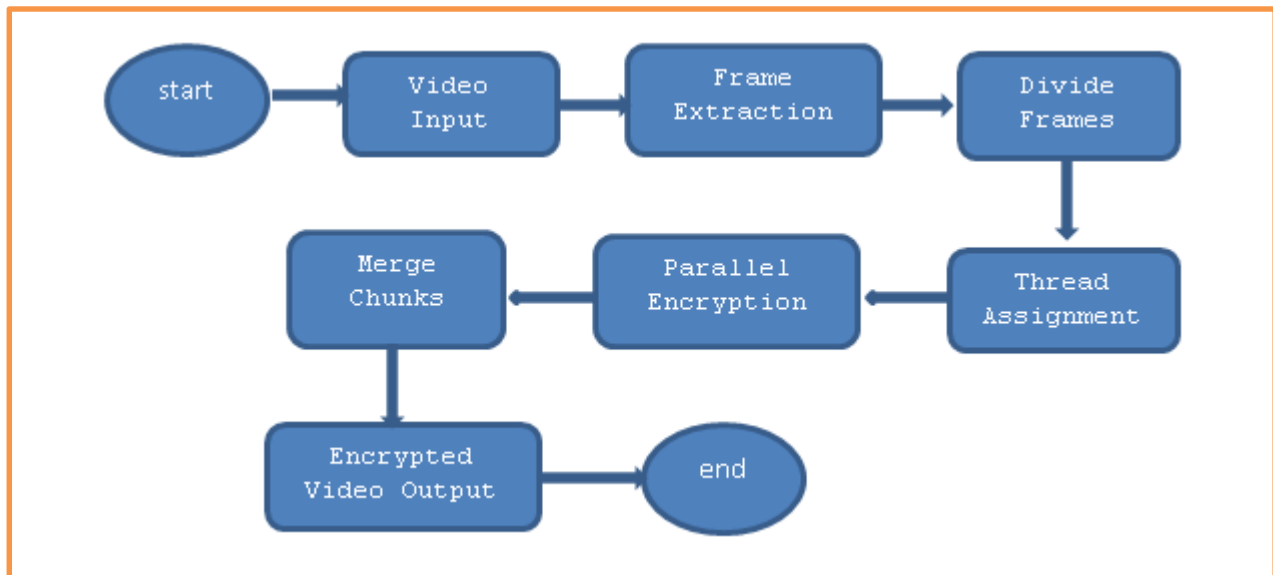 start
Video
Input
Frame
Extraction
Divide
Frames
Thread
Assignment
Parallel
Encryption
Merge
Chunks
Encrypted
Video Output
end